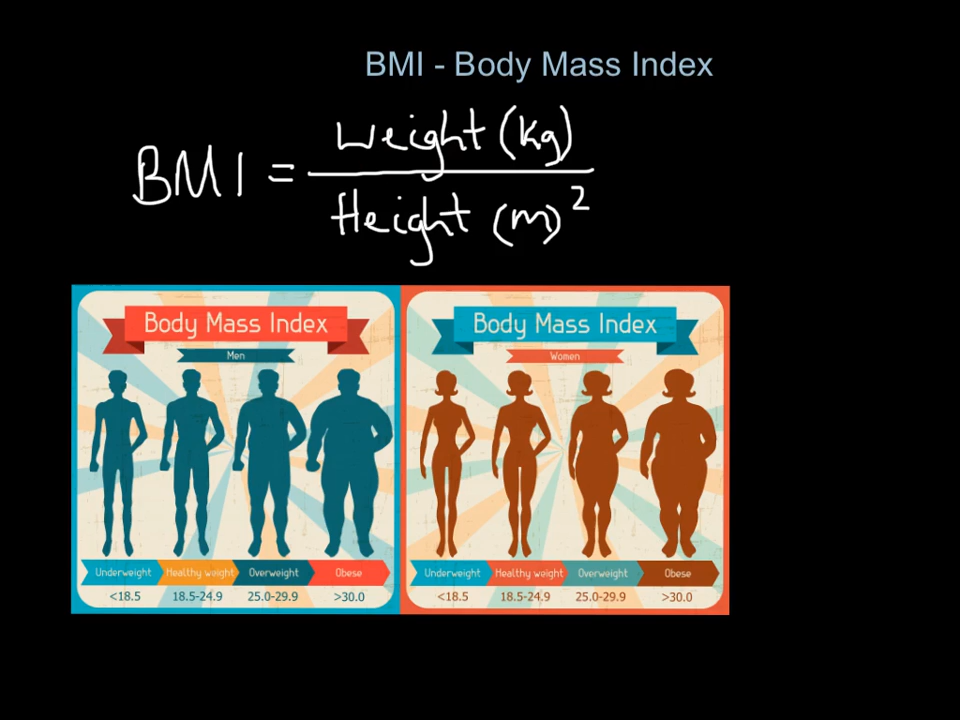 BMI - Body Mass Index
BMI = Weight (kg)
Height (m)²
Body Mass Index
Men
Underweight Healthy weight Overweight Obese
<18.5 18.5-24.9 25.0-29.9 >30.0
Body Mass Index
Women
Underweight Healthy weight Overweight Obese
<18.5 18.5-24.9 25.0-29.9 >30.0